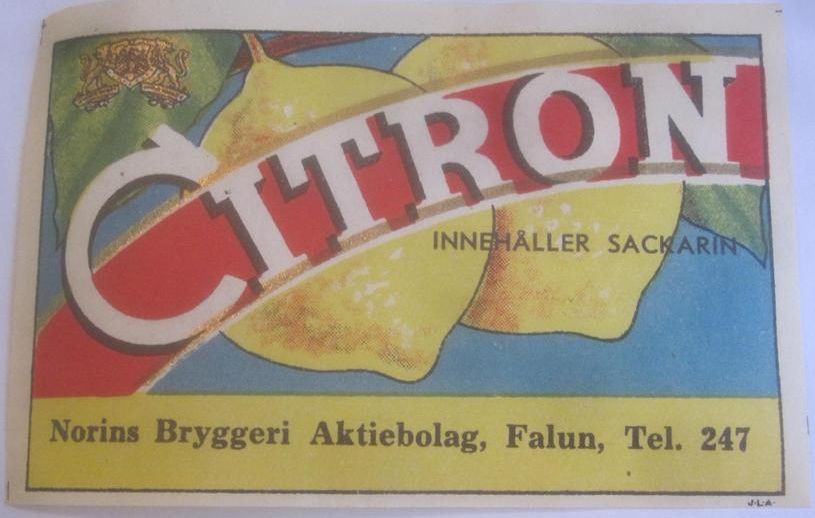 CITRON
INNEHÅLLER SACKARIN
Norins Bryggeri Aktiebolag, Falun, Tel. 247
J.L.A.